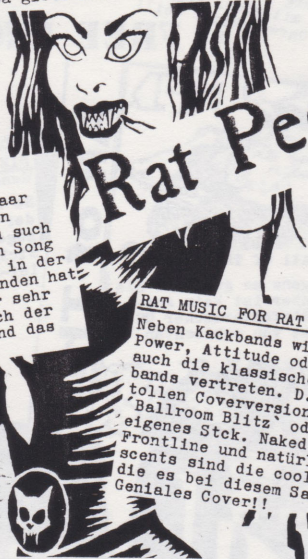 Rat Pe
aar
n
such
n Song
in der
nden hat
sehr
ch der
nd das
RAT MUSIC FOR RAT
Neben Kackbands wi
Power, Attitude od
auch die klassisch
bands vertreten. D.
tollen Coverversion
`Ballroom Blitz` od
eigenes Stck. Naked
Frontline und natür
scents sind die cool
die es bei diesem Sa
Geniales Cover!!